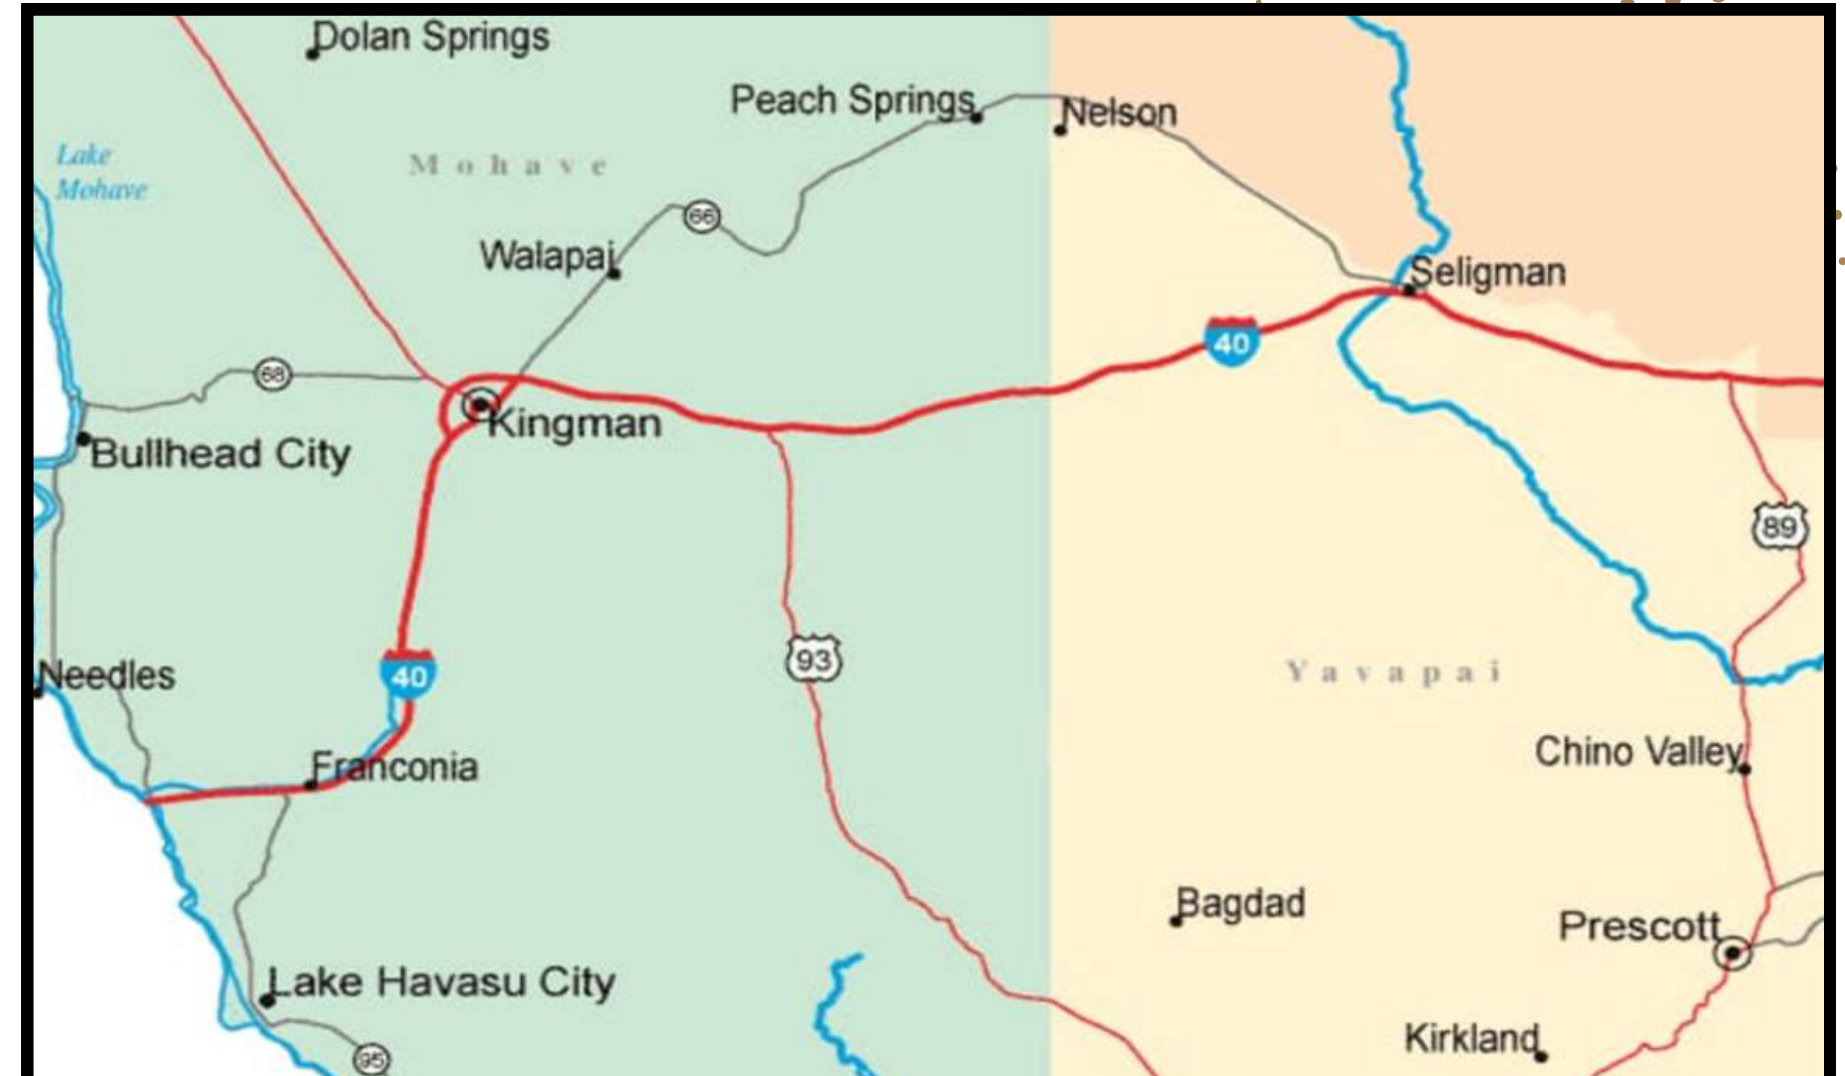 Dolan Springs
Peach Springs
Nelson
Lake
Mohave
Mohave
66
Walapai
Seligman
40
68
Kingman
Bullhead City
89
93
Needles
40
Yavapai
Chino Valley
Franconia
Bagdad
Prescott
Lake Havasu City
Kirkland
95